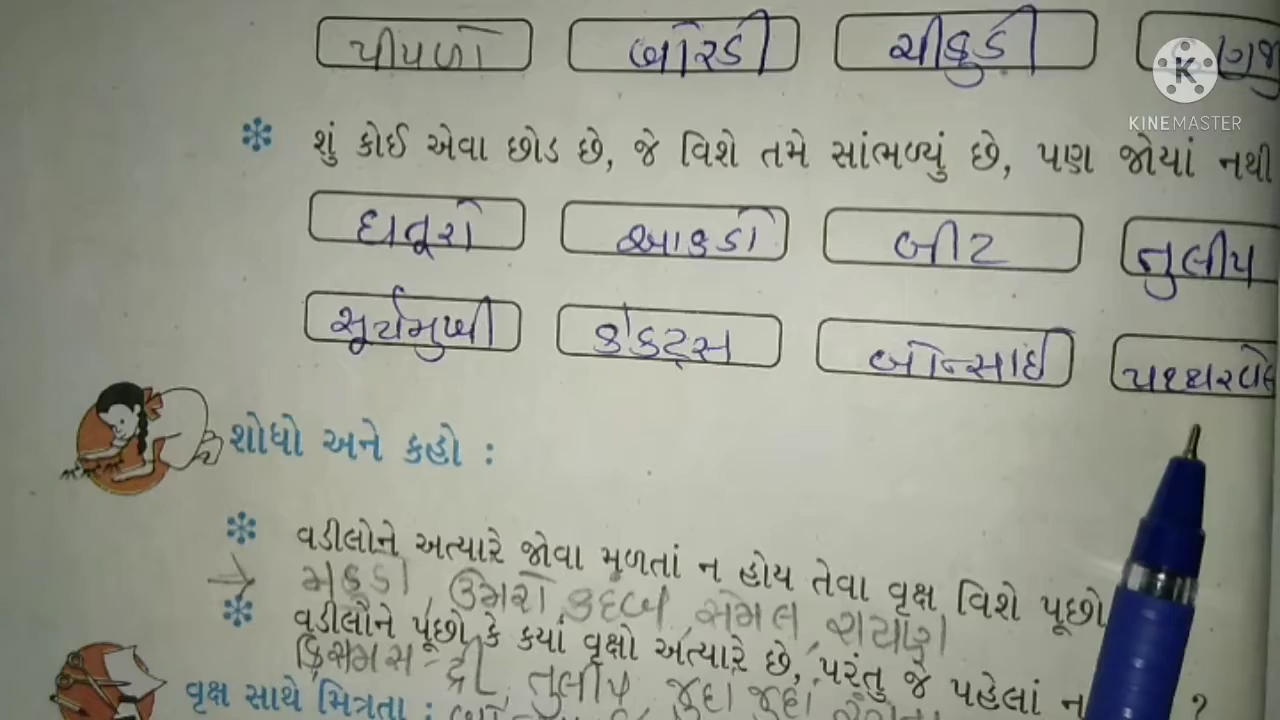 પીપળો બોરડી ચીકુડી
KINEMASTER
શું કોઈ એવા છોડ છે, જે વિશે તમે સાંભળ્યું છે, પણ જોયાં નથી
ધતૂરો આકડો બીટ તુલીપ
સૂર્યમુખી કેકટ્સ બોન્સાઈ પથ્થરવેલ
શોધો અને કહો :
વડીલોને અત્યારે જોવા મળતાં ન હોય તેવા વૃક્ષ વિશે પૂછો
મહુડો, ઉમરો, કદંબ, સેમલ, રાયણ
વડીલોને પૂછો કે કયાં વૃક્ષો અત્યારે છે, પરંતુ જે પહેલાં ન ?
ક્રિસમસ-ટ્રી, તુલીપ, જુદા જુદા
વૃક્ષ સાથે મિત્રતા :